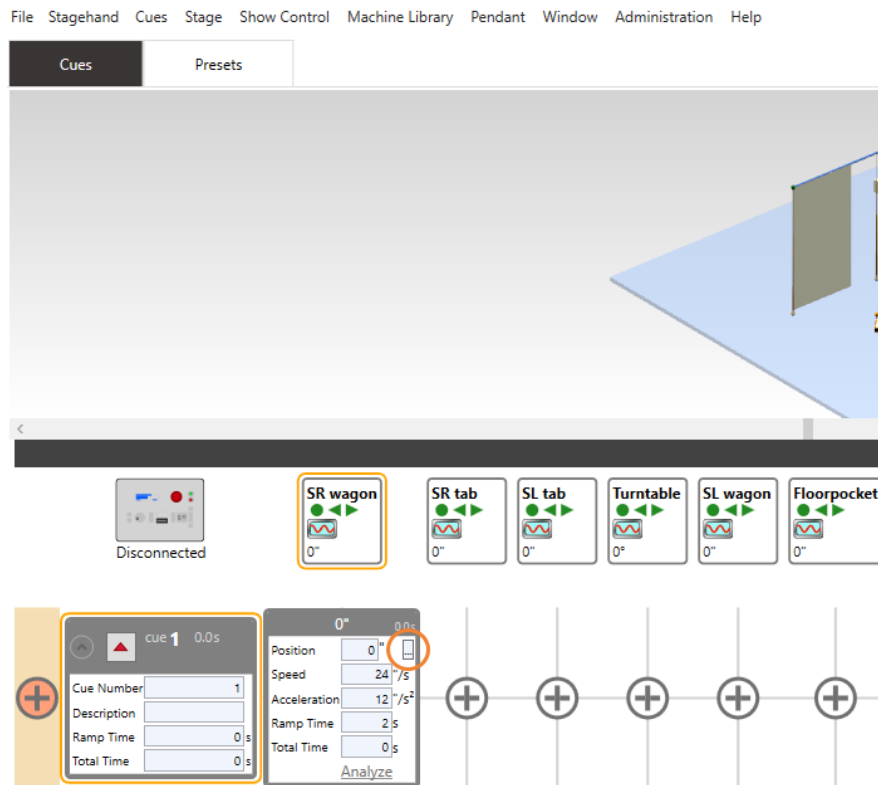 File Stagehand Cues Stage Show Control Machine Library Pendant Window Administration Help
Cues Presets
SR wagon SR tab SL tab Turntable SL wagon Floorpocket
0" 0" 0" 0° 0" 0"
Disconnected
cue 1 0.0s
Cue Number 1
Description
Ramp Time 0 s
Total Time 0 s
0" 0.0s
Position 0 " ...
Speed 24 "/s
Acceleration 12 "/s²
Ramp Time 2 s
Total Time 0 s
Analyze